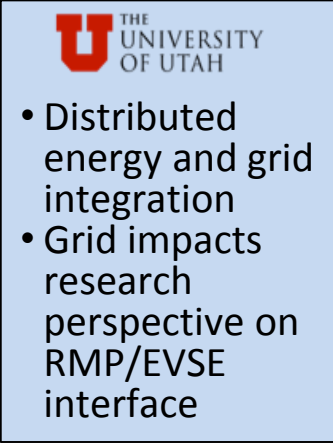 THE
UNIVERSITY
OF UTAH
• Distributed
energy and grid
integration
• Grid impacts
research
perspective on
RMP/EVSE
interface